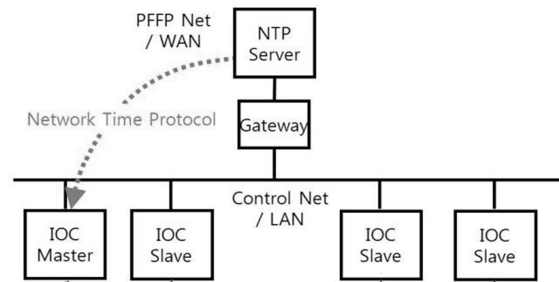 PFFP Net
/ WAN
NTP
Server
Network Time Protocol
Gateway
Control Net
/ LAN
IOC
Master
IOC
Slave
IOC
Slave
IOC
Slave